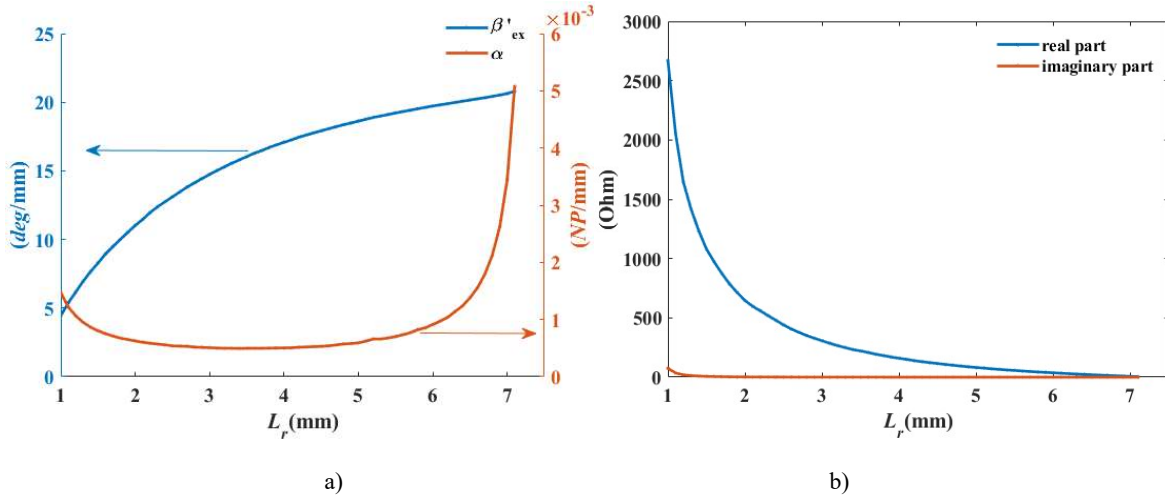 ×10⁻³
β'ex
α
25
20
15
10
5
0
6
5
4
3
2
1
0
(deg/mm)
(NP/mm)
1 2 3 4 5 6 7
Lr(mm)
a)
3000
2500
2000
1500
1000
500
0
real part
imaginary part
(Ohm)
1 2 3 4 5 6 7
Lr(mm)
b)